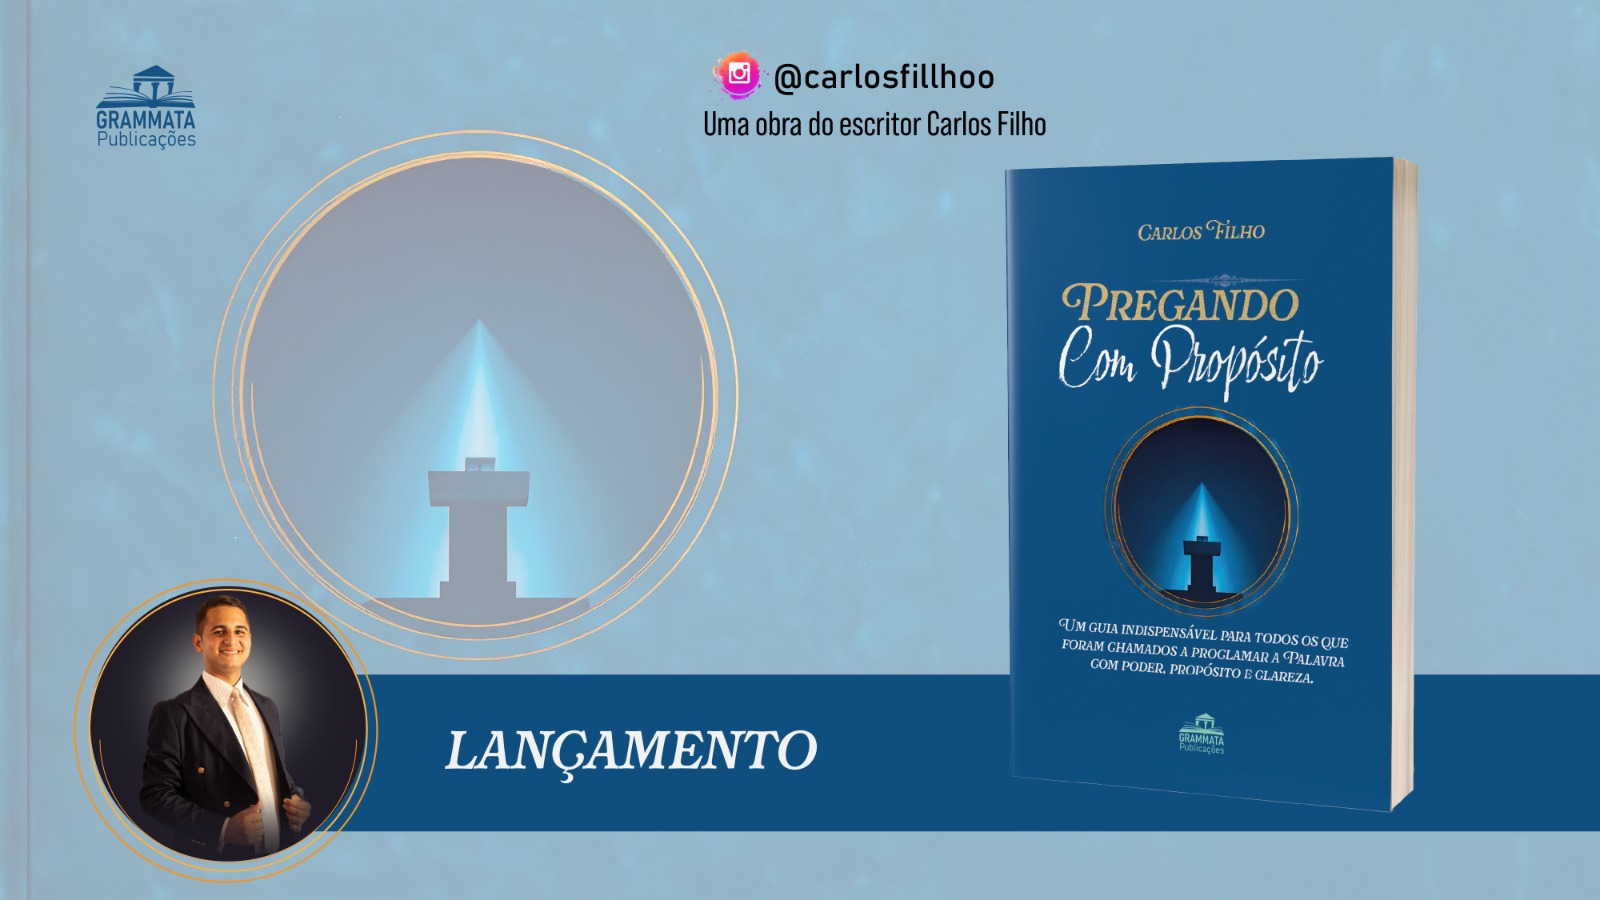 GRAMMATA
Publicações
@carlosfillhoo
Uma obra do escritor Carlos Filho
CARLOS FILHO
PREGANDO
Com Propósito
UM GUIA INDISPENSÁVEL PARA TODOS OS QUE
FORAM CHAMADOS A PROCLAMAR A PALAVRA
COM PODER, PROPÓSITO E CLAREZA.
GRAMMATA
Publicações
LANÇAMENTO